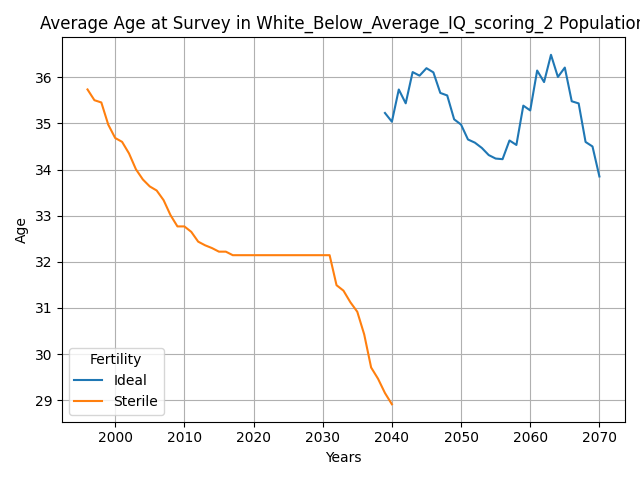 Average Age at Survey in White_Below_Average_IQ_scoring_2 Population
36
35
34
33
32
31
30
29
Age
Fertility
Ideal
Sterile
2000 2010 2020 2030 2040 2050 2060 2070
Years